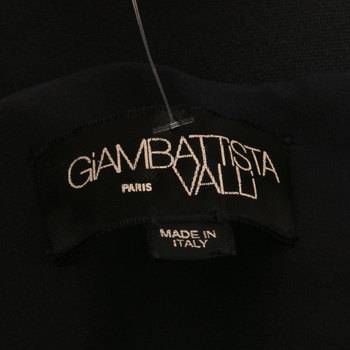 GiAMBATTISTA
PARIS VALLi
MADE IN
ITALY